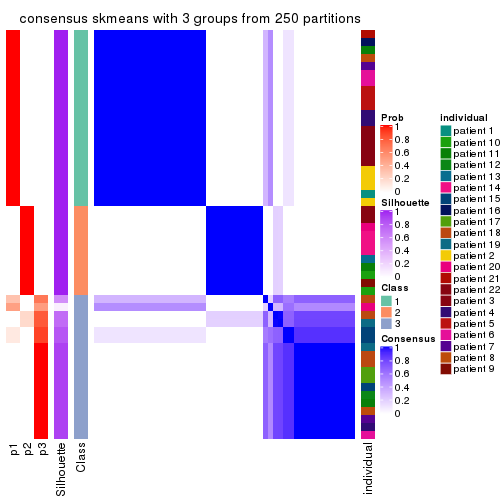 consensus skmeans with 3 groups from 250 partitions
Prob
1
0.8
0.6
0.4
0.2
0
Silhouette
1
0.8
0.6
0.4
0.2
0
Class
1
2
3
Consensus
1
0.8
0.6
0.4
0.2
0
individual
patient 1
patient 10
patient 11
patient 12
patient 13
patient 14
patient 15
patient 16
patient 17
patient 18
patient 19
patient 2
patient 20
patient 21
patient 22
patient 3
patient 4
patient 5
patient 6
patient 7
patient 8
patient 9
p1
p2
p3
Silhouette
Class
individual